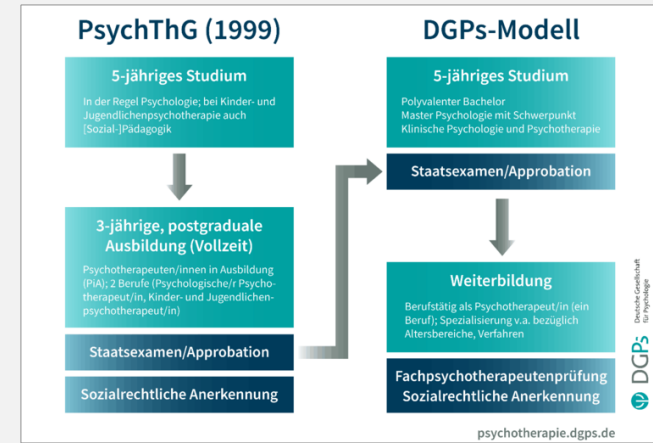 PsychThG (1999)
5-jähriges Studium
In der Regel Psychologie; bei Kinder- und
Jugendlichenpsychotherapie auch
[Sozial-]Pädagogik
3-jährige, postgraduale
Ausbildung (Vollzeit)
Psychotherapeuten/innen in Ausbildung
(PiA); 2 Berufe (Psychologische/r Psycho-
therapeut/in, Kinder- und Jugendlichen-
psychotherapeut/in)
Staatsexamen/Approbation
Sozialrechtliche Anerkennung
DGPs-Modell
5-jähriges Studium
Polyvalenter Bachelor
Master Psychologie mit Schwerpunkt
Klinische Psychologie und Psychotherapie
Staatsexamen/Approbation
Weiterbildung
Berufstätig als Psychotherapeut/in (ein
Beruf); Spezialisierung v.a. bezüglich
Altersbereiche, Verfahren
Fachpsychotherapeutenprüfung
Sozialrechtliche Anerkennung
DGPs
Deutsche Gesellschaft
für Psychologie
psychotherapie.dgps.de